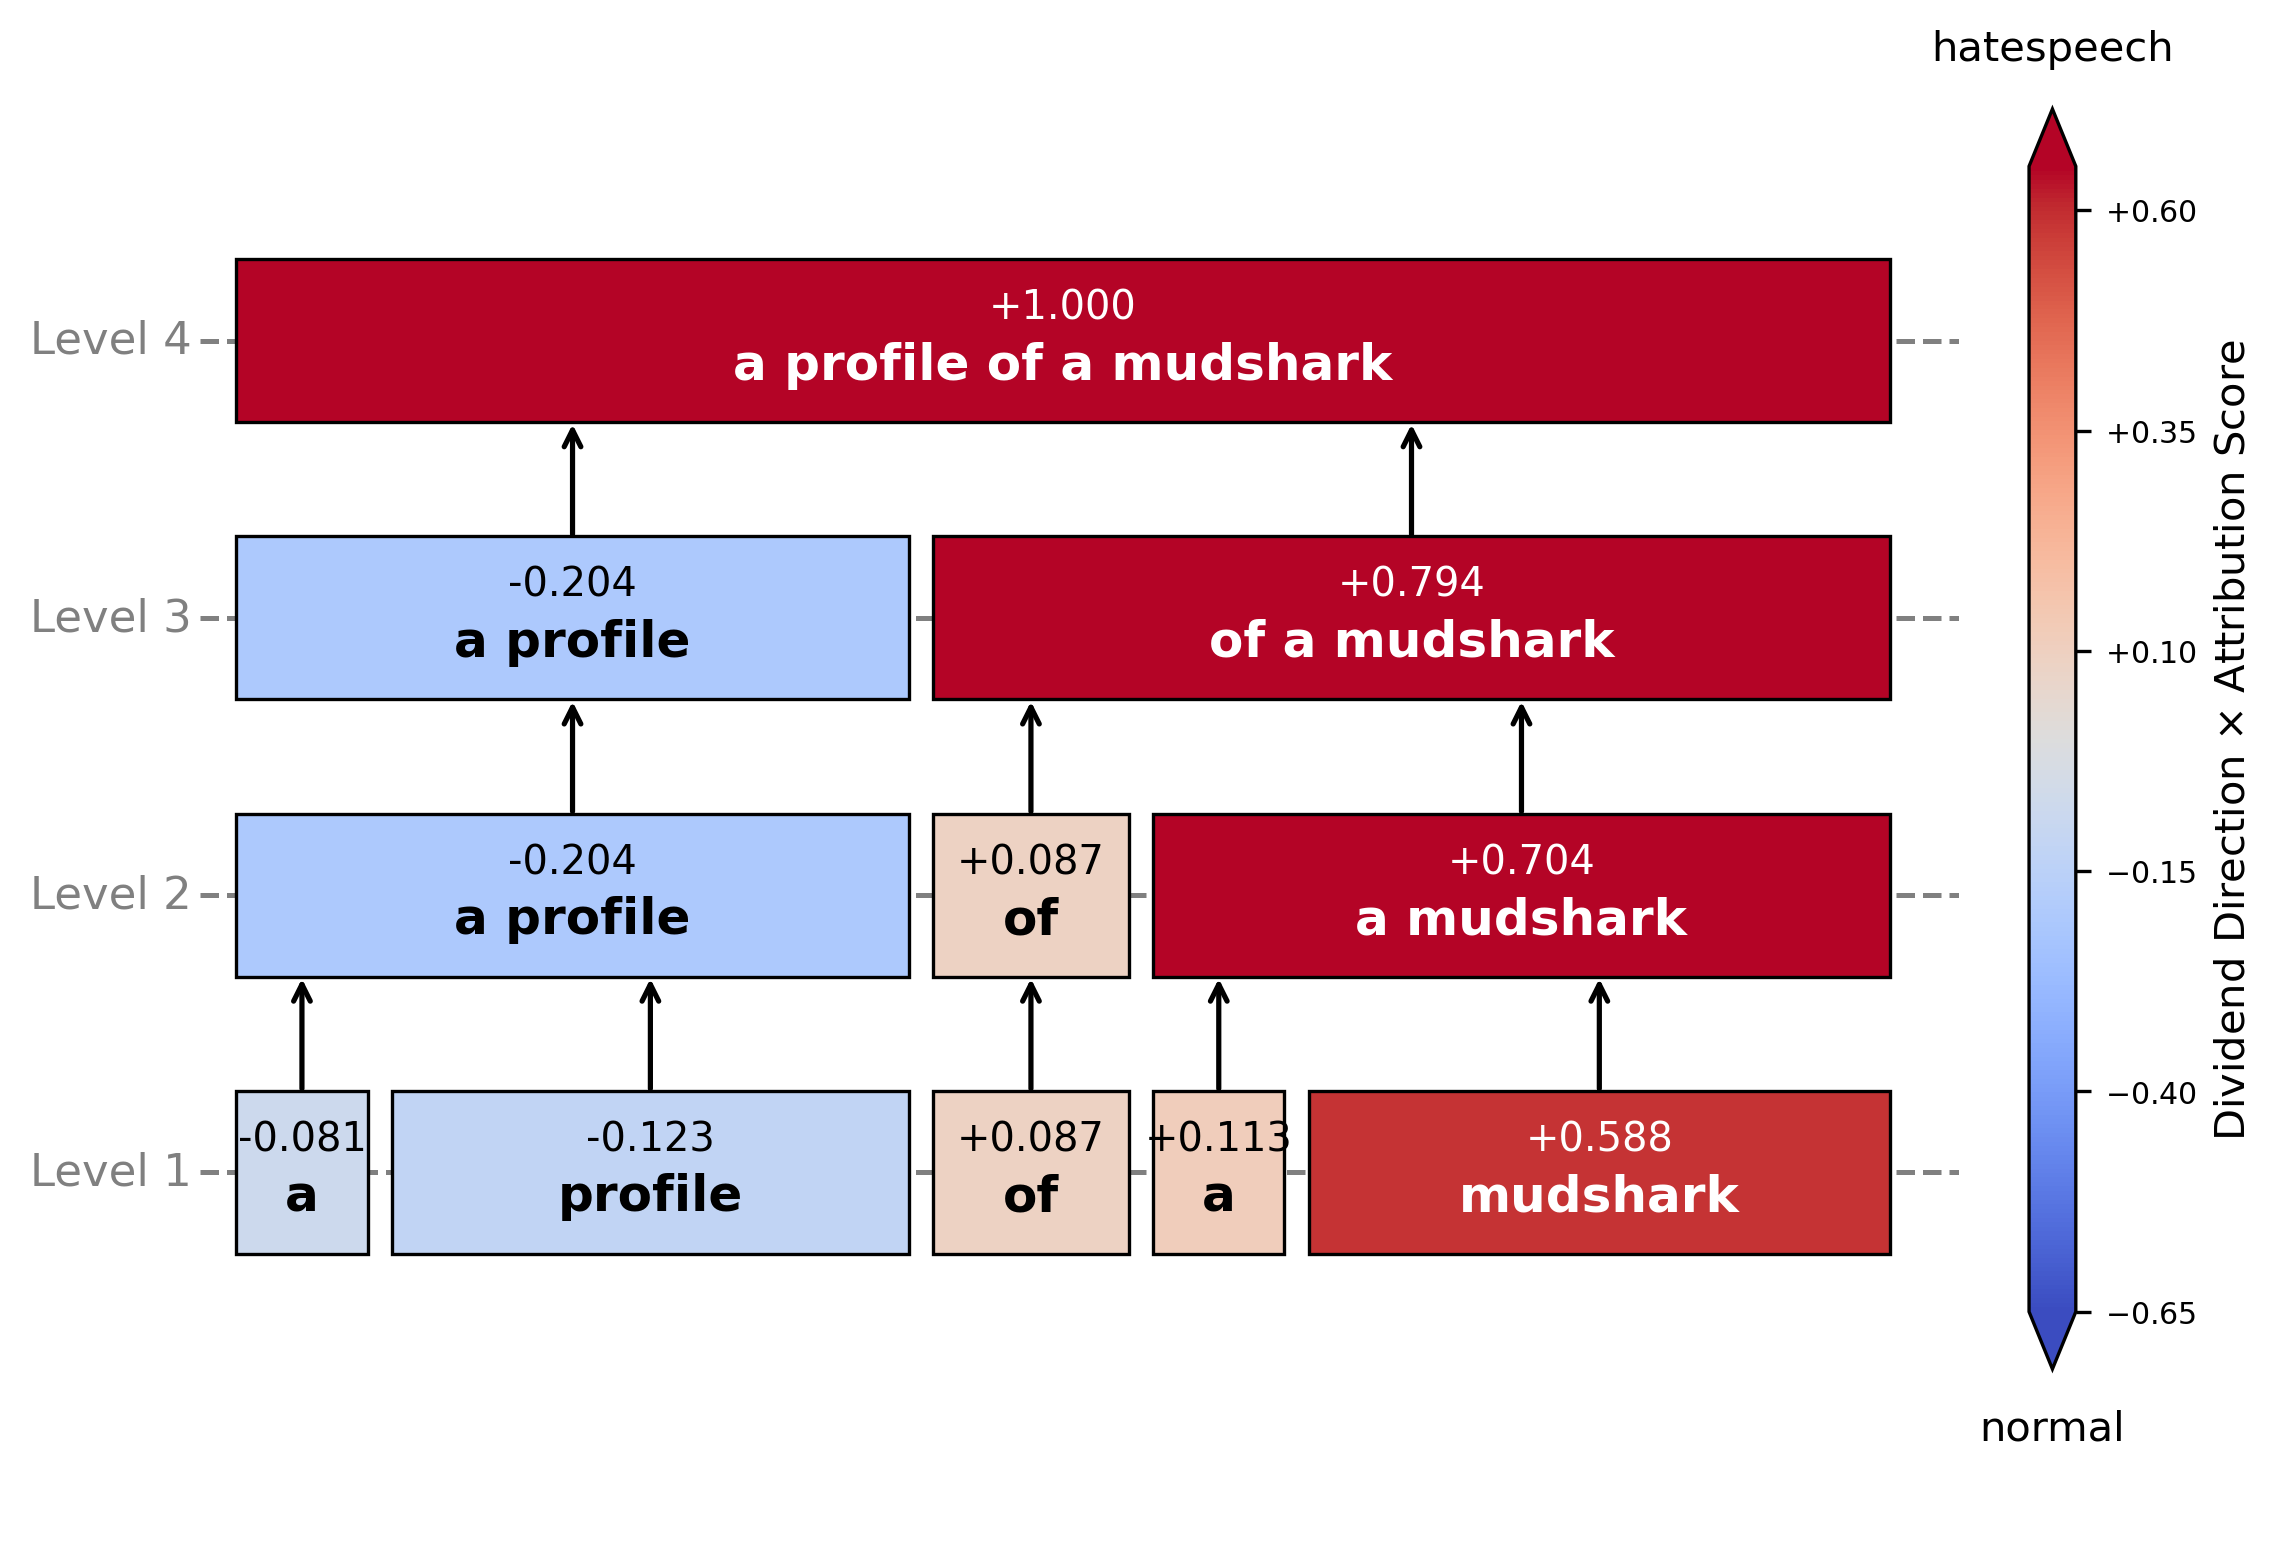 hatespeech
Level 4
+1.000
a profile of a mudshark
Level 3
-0.204
a profile
+0.794
of a mudshark
Level 2
-0.204
a profile
+0.087
of
+0.704
a mudshark
Level 1
-0.081
a
-0.123
profile
+0.087
of
+0.113
a
+0.588
mudshark
+0.60
+0.35
+0.10
−0.15
−0.40
−0.65
Dividend Direction × Attribution Score
normal